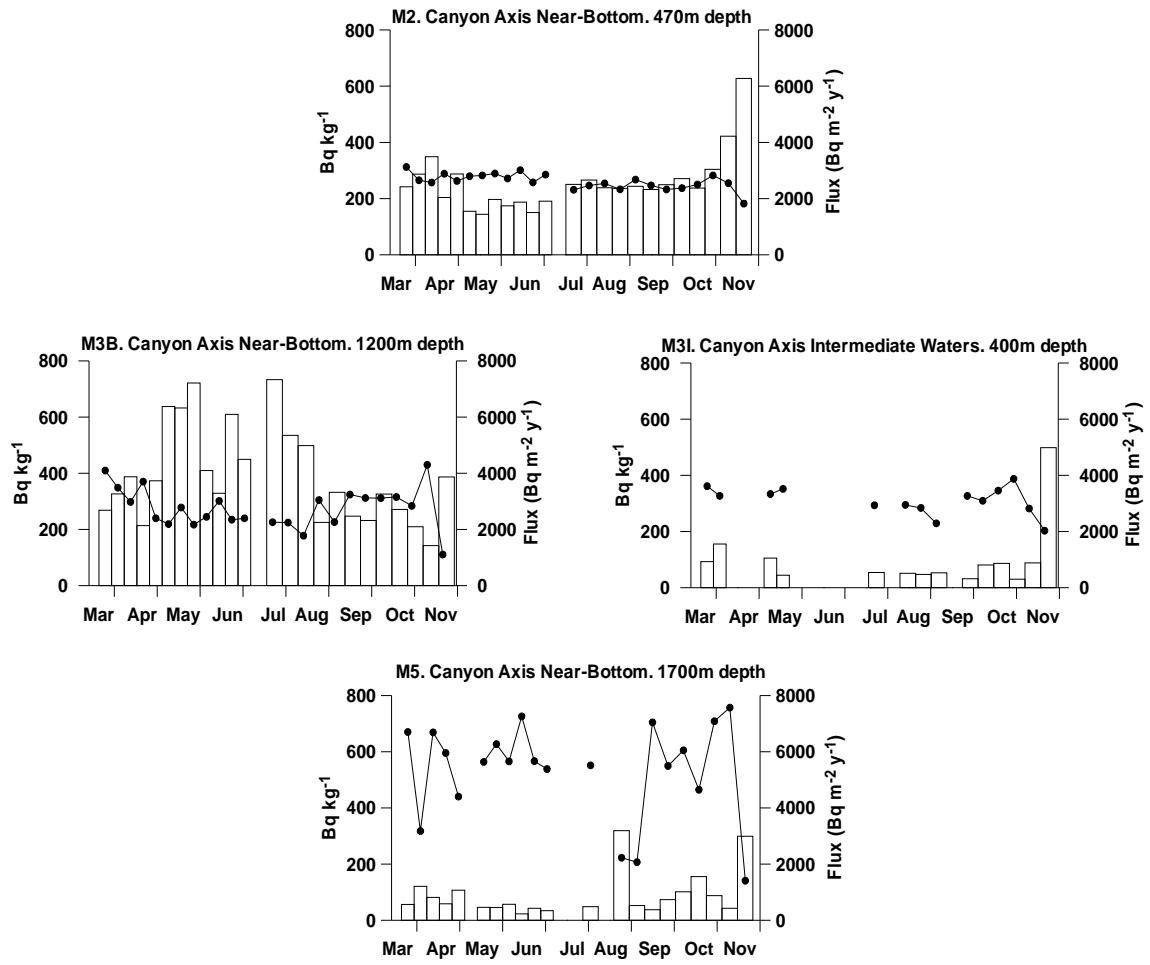 M2. Canyon Axis Near-Bottom. 470m depth
800
600
400
200
0
Bq kg-1
8000
6000
4000
2000
0
Flux (Bq m-2 y-1)
Mar Apr May Jun Jul Aug Sep Oct Nov
M3B. Canyon Axis Near-Bottom. 1200m depth
800
600
400
200
0
Bq kg-1
8000
6000
4000
2000
0
Flux (Bq m-2 y-1)
Mar Apr May Jun Jul Aug Sep Oct Nov
M3I. Canyon Axis Intermediate Waters. 400m depth
800
600
400
200
0
Bq kg-1
8000
6000
4000
2000
0
Flux (Bq m-2 y-1)
Mar Apr May Jun Jul Aug Sep Oct Nov
M5. Canyon Axis Near-Bottom. 1700m depth
800
600
400
200
0
Bq kg-1
8000
6000
4000
2000
0
Flux (Bq m-2 y-1)
Mar Apr May Jun Jul Aug Sep Oct Nov